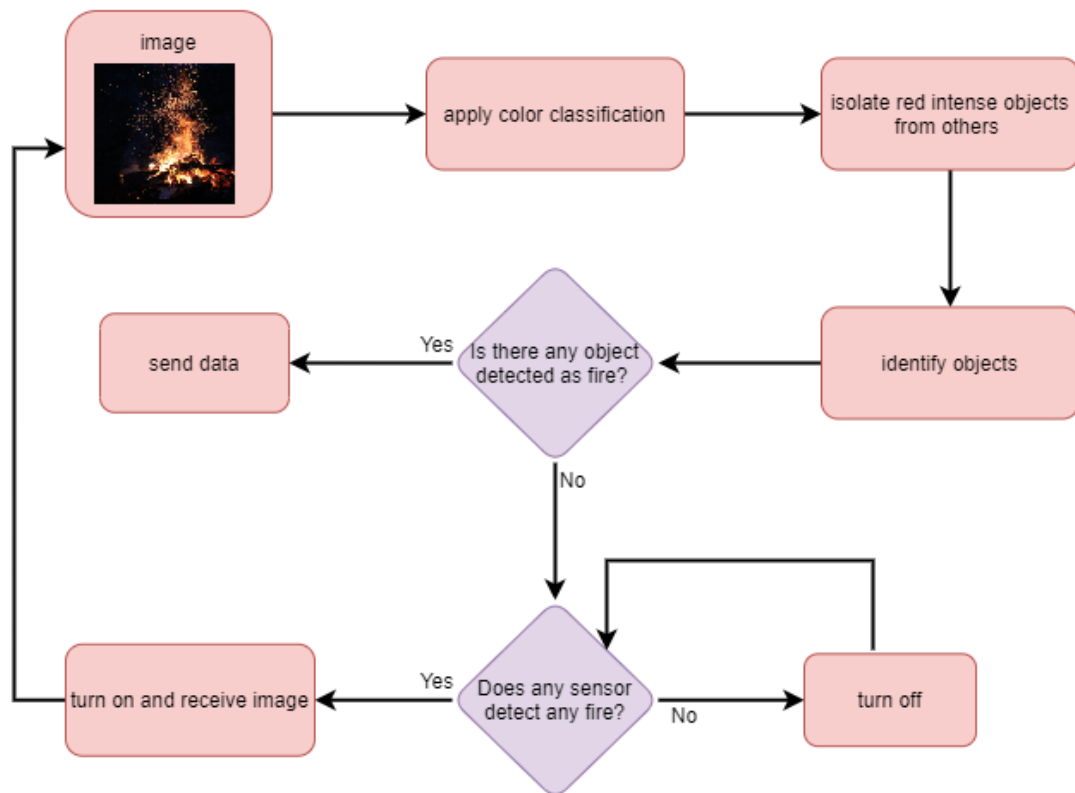 image
apply color classification
isolate red intense objects
from others
identify objects
Is there any object
detected as fire?
Yes
send data
No
Does any sensor
detect any fire?
Yes
turn on and receive image
No
turn off